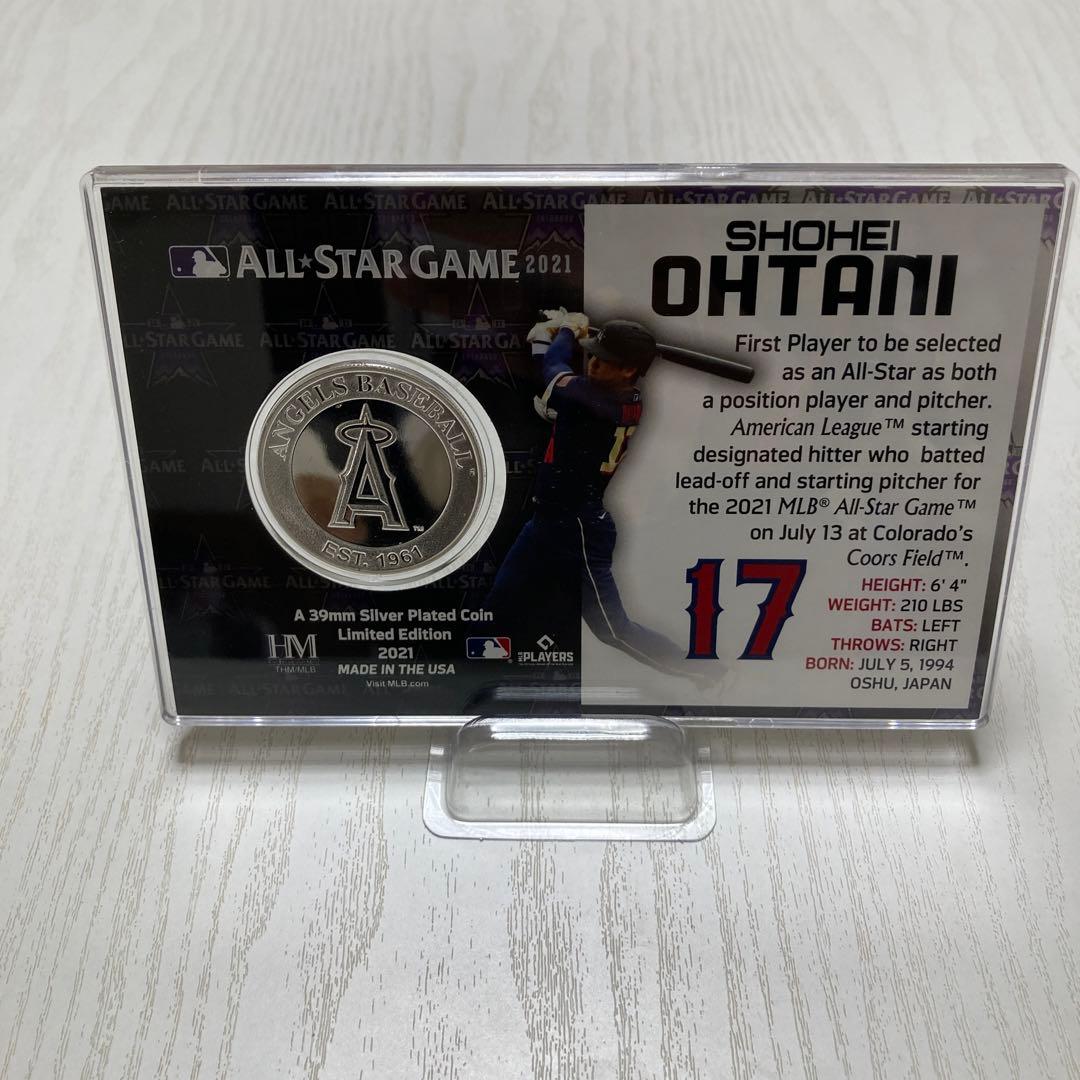 ALL★STAR GAME 2021
ANGELS BASEBALL
EST. 1961
TM
A 39mm Silver Plated Coin
Limited Edition
2021
MADE IN THE USA
Visit MLB.com
HM
THM/MLB
PLAYERS
SHOHEI
OHTANI
First Player to be selected
as an All-Star as both
a position player and pitcher.
American League™ starting
designated hitter who batted
lead-off and starting pitcher for
the 2021 MLB® All-Star Game™
on July 13 at Colorado's
Coors Field™.
17
HEIGHT: 6' 4"
WEIGHT: 210 LBS
BATS: LEFT
THROWS: RIGHT
BORN: JULY 5, 1994
OSHU, JAPAN